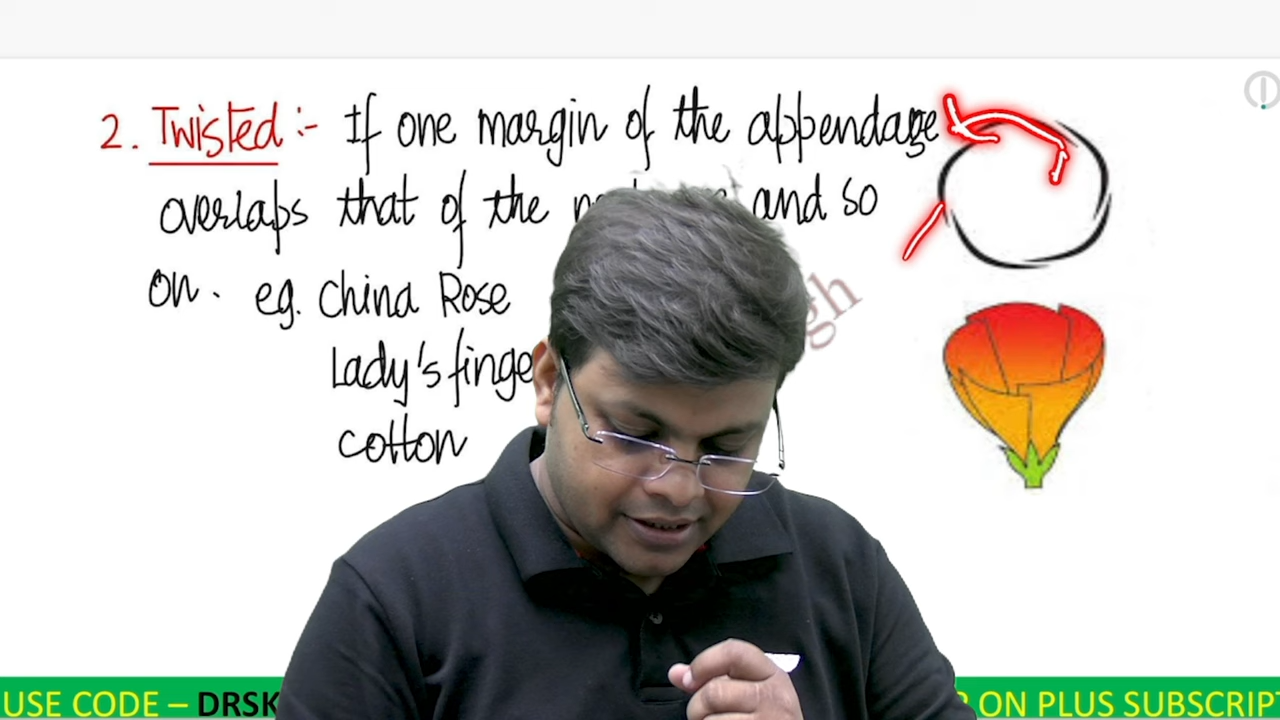 2. Twisted :- If one margin of the appendage
overlaps that of the and so
on. eg. China Rose
Lady's finge
cotton
gh
USE CODE – DRSK ON PLUS SUBSCRIPT